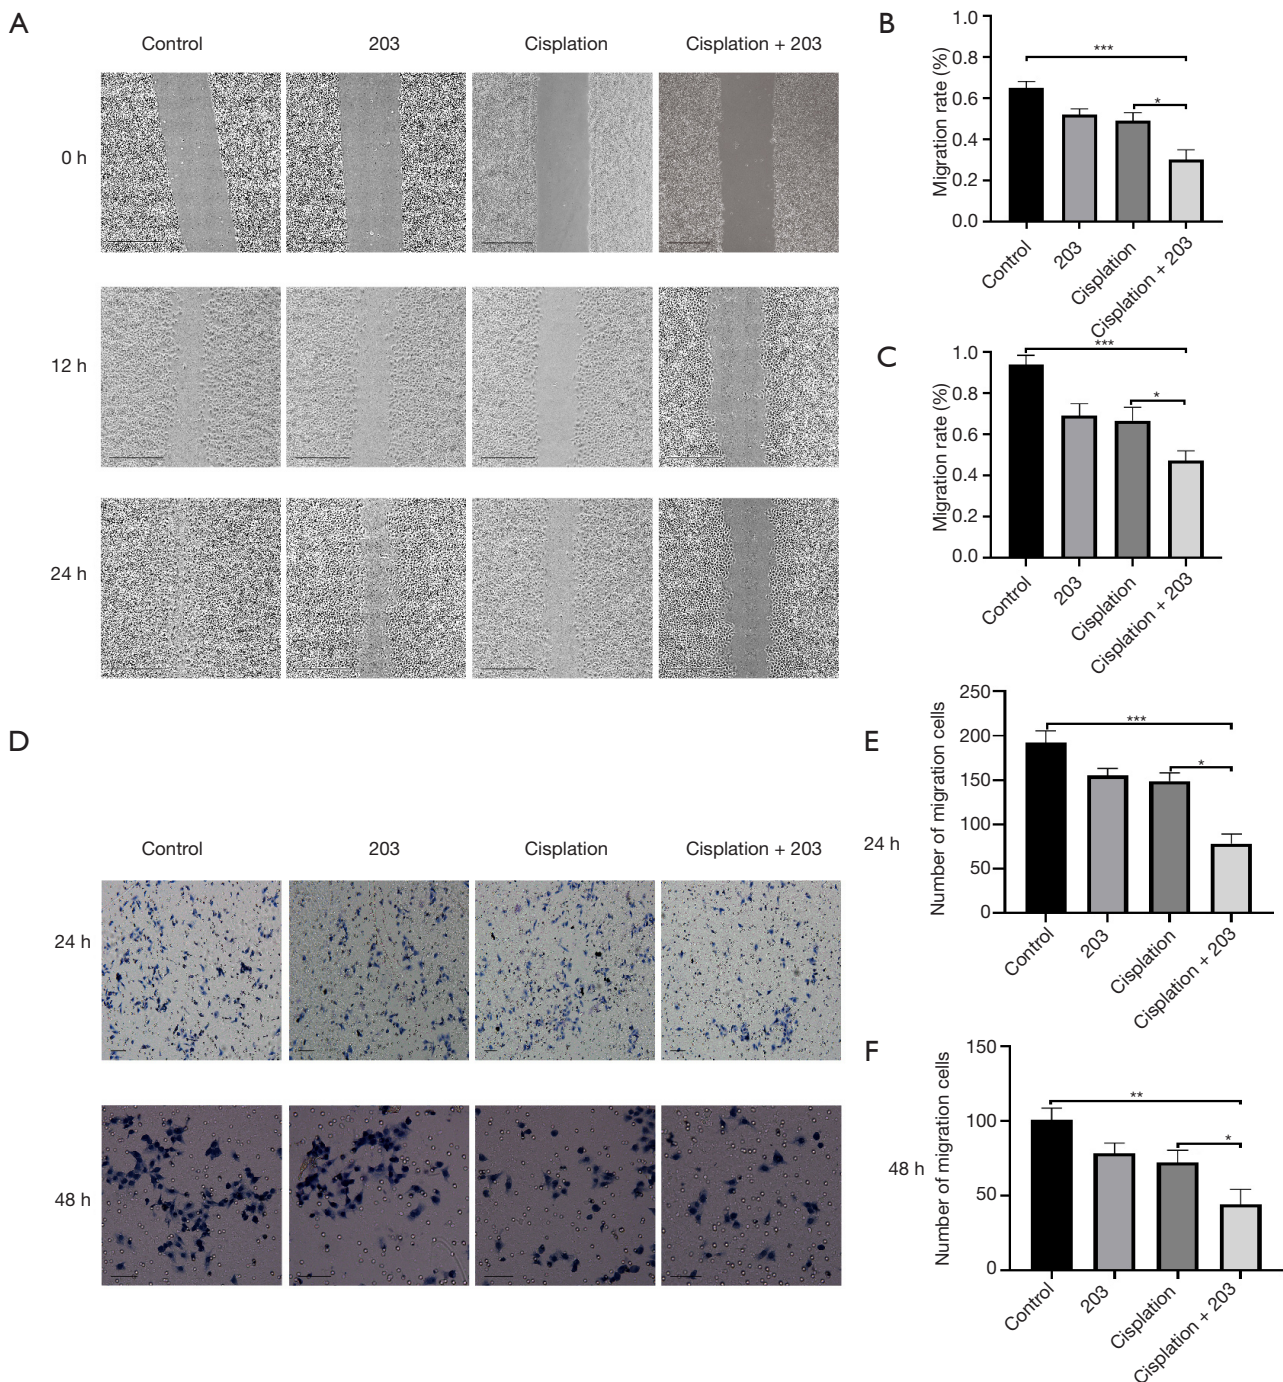 A
Control
203
Cisplation
Cisplation + 203
0 h
12 h
24 h
B
Migration rate (%)
1.0
0.8
0.6
0.4
0.2
0.0
***
*
Control
203
Cisplation
Cisplation + 203
C
Migration rate (%)
1.0
0.8
0.6
0.4
0.2
0.0
***
*
Control
203
Cisplation
Cisplation + 203
D
Control
203
Cisplation
Cisplation + 203
24 h
48 h
E
24 h
Number of migration cells
250
200
150
100
50
0
***
*
Control
203
Cisplation
Cisplation + 203
F
48 h
Number of migration cells
150
100
50
0
**
*
Control
203
Cisplation
Cisplation + 203